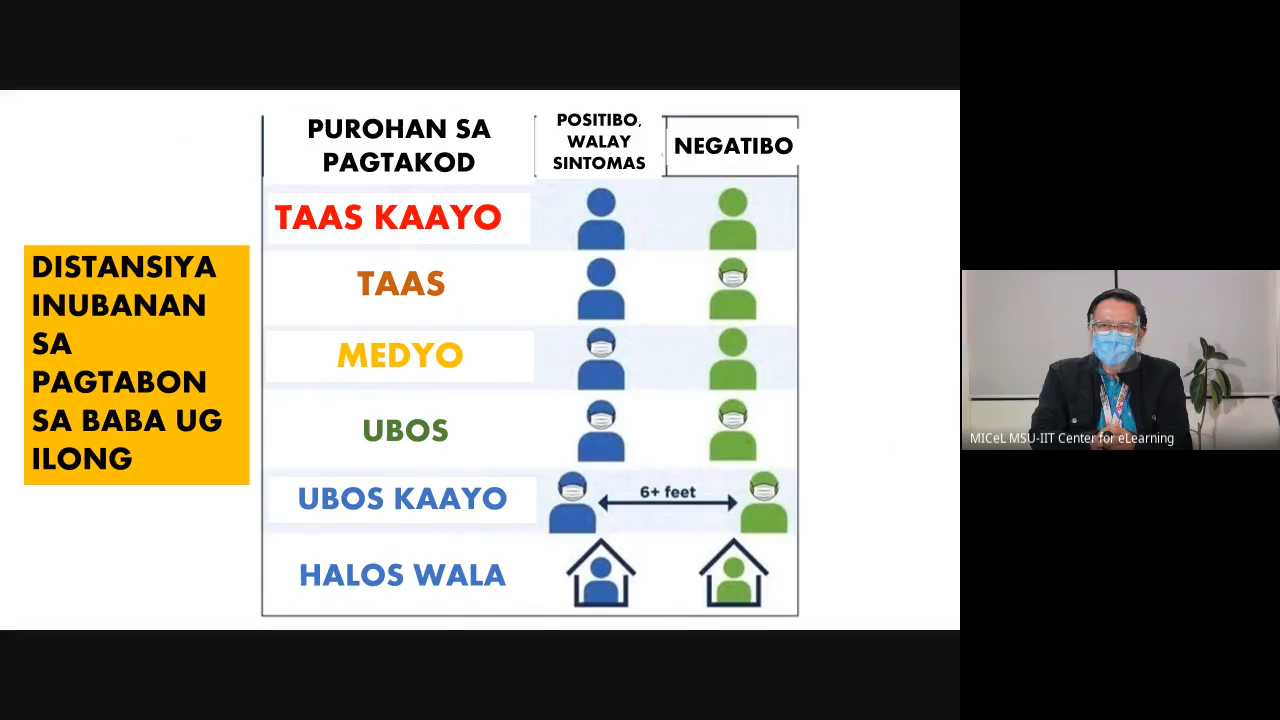 PUROHAN SA
PAGTAKOD
POSITIBO,
WALAY
SINTOMAS
NEGATIBO
TAAS KAAYO
TAAS
MEDYO
UBOS
UBOS KAAYO
6+ feet
HALOS WALA
DISTANSIYA
INUBANAN
SA
PAGTABON
SA BABA UG
ILONG
MICeL MSU-IIT Center for eLearning